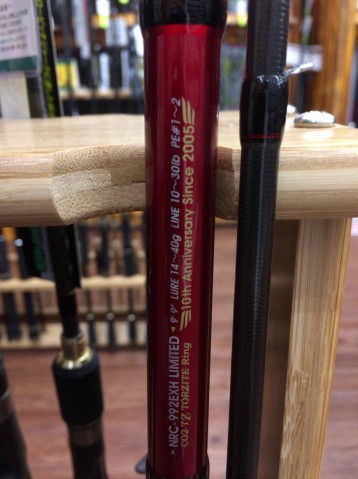 ▸NRC-992EXH LIMITED◂ 9'9" LURE 14~40g LINE 10~30lb PE#1~2
CO2-TZ TORZITE Ring
10th Anniversary Since 2005